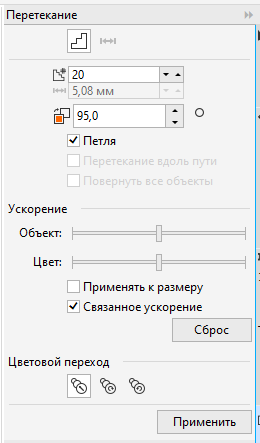 Перетекание
20
5,08 мм
95,0
Петля
Перетекание вдоль пути
Повернуть все объекты
Ускорение
Объект:
Цвет:
Применять к размеру
Связанное ускорение
Сброс
Цветовой переход
Применить